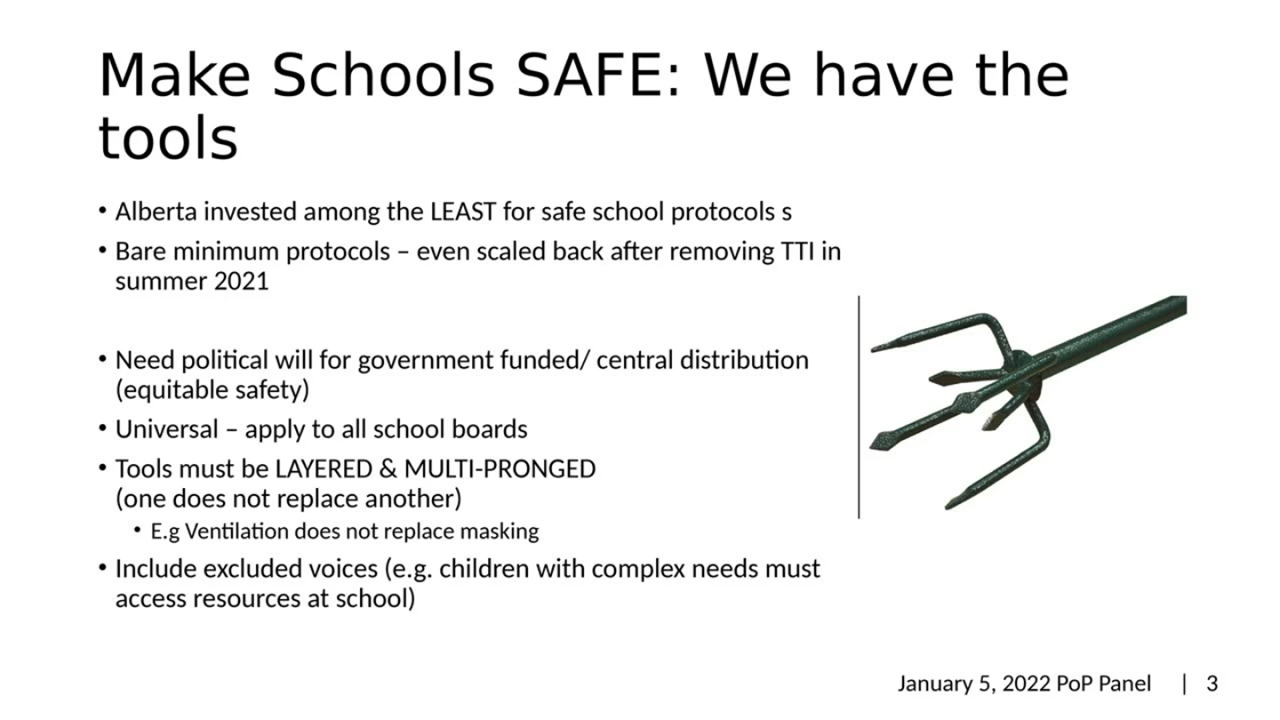 Make Schools SAFE: We have the
tools
• Alberta invested among the LEAST for safe school protocols s
• Bare minimum protocols – even scaled back after removing TTI in
summer 2021
• Need political will for government funded/ central distribution
(equitable safety)
• Universal – apply to all school boards
• Tools must be LAYERED & MULTI-PRONGED
(one does not replace another)
• E.g Ventilation does not replace masking
• Include excluded voices (e.g. children with complex needs must
access resources at school)
January 5, 2022 PoP Panel | 3